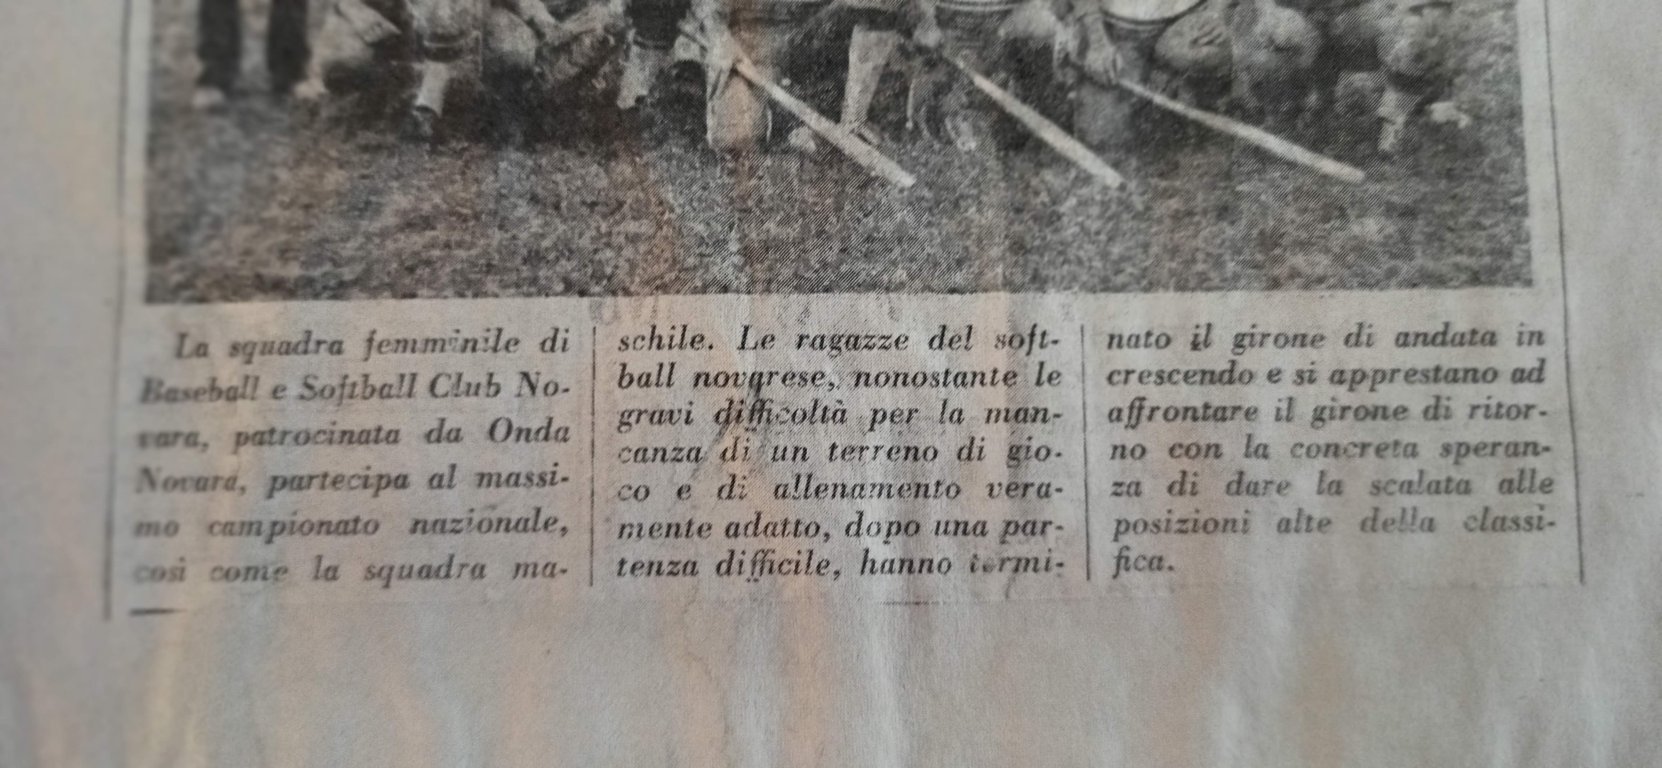 La squadra femminile di
Baseball e Softball Club No-
vara, patrocinata da Onda
Novara, partecipa al massi-
mo campionato nazionale,
così come la squadra ma-
schile. Le ragazze del soft-
ball novarese, nonostante le
gravi difficoltà per la man-
canza di un terreno di gio-
co e di allenamento vera-
mente adatto, dopo una par-
tenza difficile, hanno termi-
nato il girone di andata in
crescendo e si apprestano ad
affrontare il girone di ritor-
no con la concreta speran-
za di dare la scalata alle
posizioni alte della classi-
fica.